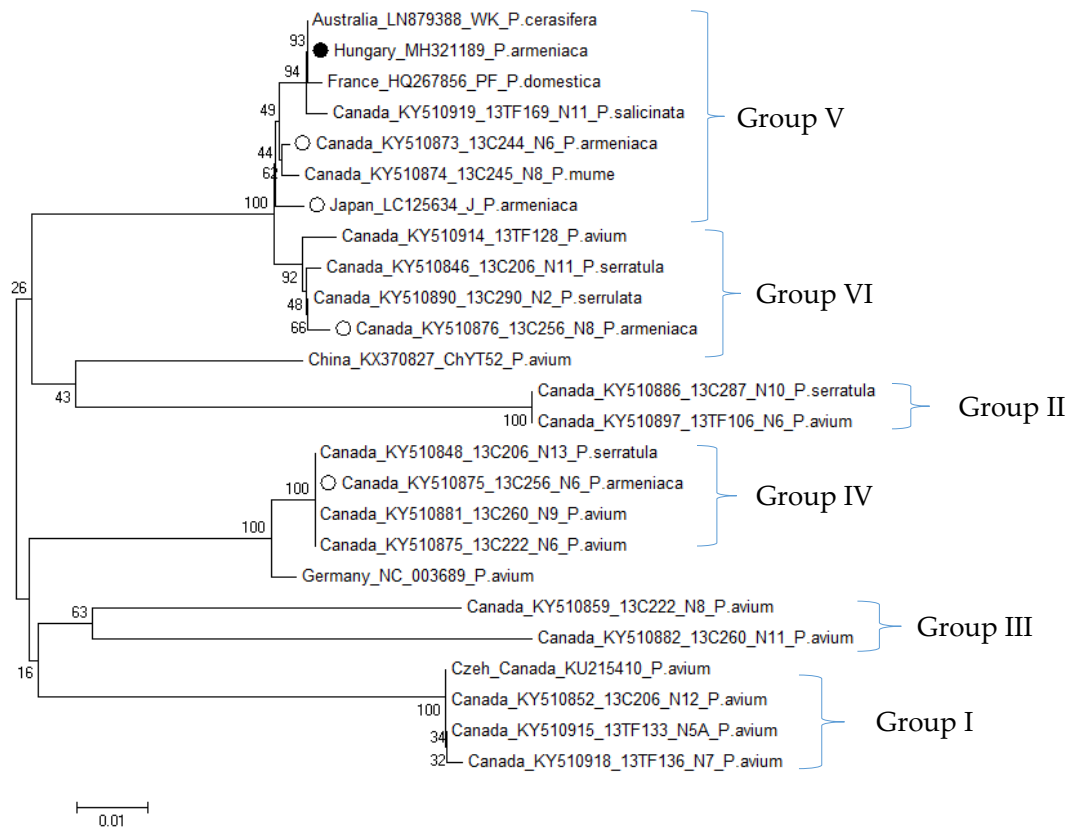 Australia_LN879388_WK_P.cerasifera
93
Hungary_MH321189_P.armeniaca
94
France_HQ267856_PF_P.domestica
49
Canada_KY510919_13TF169_N11_P.salicinata
Group V
44
Canada_KY510873_13C244_N6_P.armeniaca
62
Canada_KY510874_13C245_N8_P.mume
100
Japan_LC125634_J_P.armeniaca
Canada_KY510914_13TF128_P.avium
92
Canada_KY510846_13C206_N11_P.serratula
26
Canada_KY510890_13C290_N2_P.serrulata
Group VI
48
66
Canada_KY510876_13C256_N8_P.armeniaca
China_KX370827_ChYT52_P.avium
43
Canada_KY510886_13C287_N10_P.serratula
Group II
100
Canada_KY510897_13TF106_N6_P.avium
Canada_KY510848_13C206_N13_P.serratula
100
Canada_KY510875_13C256_N6_P.armeniaca
Group IV
Canada_KY510881_13C260_N9_P.avium
100
Canada_KY510875_13C222_N6_P.avium
Germany_NC_003689_P.avium
63
Canada_KY510859_13C222_N8_P.avium
Group III
Canada_KY510882_13C260_N11_P.avium
16
Czeh_Canada_KU215410_P.avium
Canada_KY510852_13C206_N12_P.avium
100
Canada_KY510915_13TF133_N5A_P.avium
Group I
34
32
Canada_KY510918_13TF136_N7_P.avium
0.01